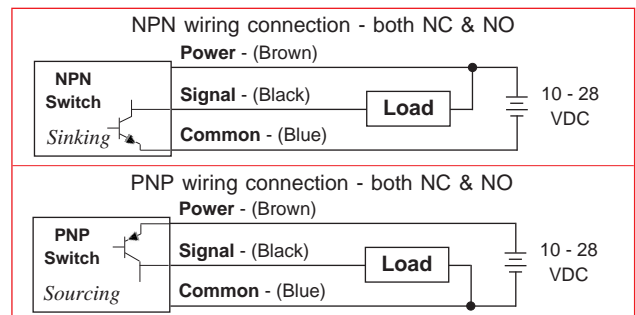 NPN wiring connection - both NC & NO
Power - (Brown)
NPN
Switch
Sinking
Signal - (Black)
Load
Common - (Blue)
10 - 28
VDC
PNP wiring connection - both NC & NO
Power - (Brown)
PNP
Switch
Sourcing
Signal - (Black)
Load
Common - (Blue)
10 - 28
VDC